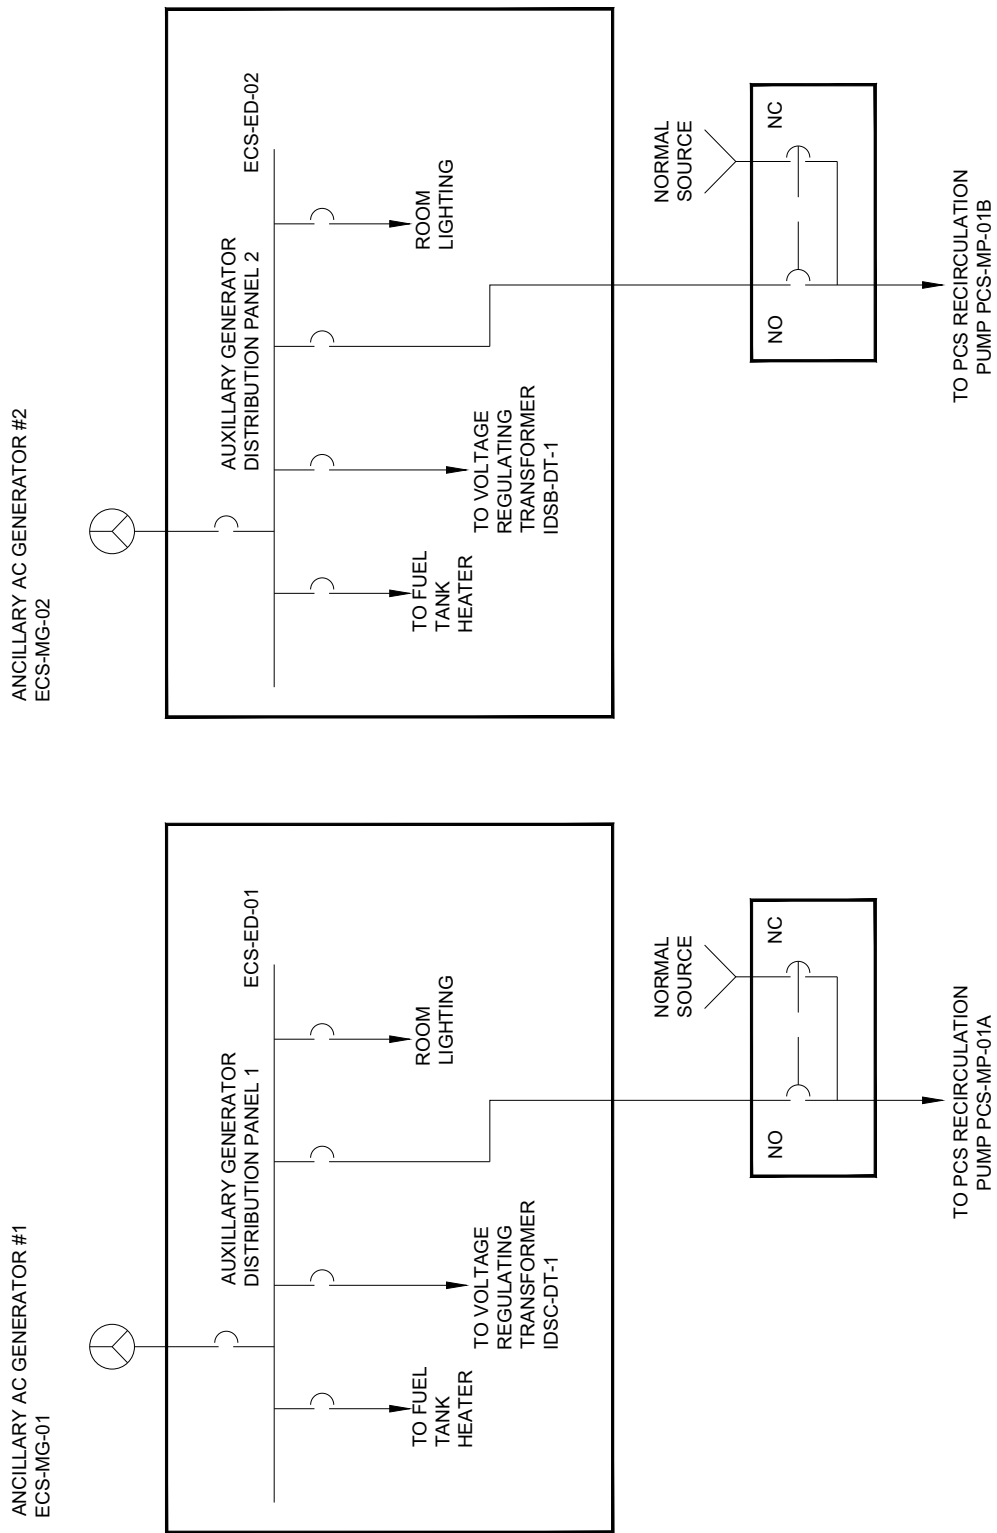 ANCILLARY AC GENERATOR #1
ECS-MG-01
AUXILLARY GENERATOR
DISTRIBUTION PANEL 1
ECS-ED-01
TO FUEL
TANK
HEATER
TO VOLTAGE
REGULATING
TRANSFORMER
IDSC-DT-1
ROOM
LIGHTING
NORMAL
SOURCE
NO
NC
TO PCS RECIRCULATION
PUMP PCS-MP-01A
ANCILLARY AC GENERATOR #2
ECS-MG-02
AUXILLARY GENERATOR
DISTRIBUTION PANEL 2
ECS-ED-02
TO FUEL
TANK
HEATER
TO VOLTAGE
REGULATING
TRANSFORMER
IDSB-DT-1
ROOM
LIGHTING
NORMAL
SOURCE
NO
NC
TO PCS RECIRCULATION
PUMP PCS-MP-01B